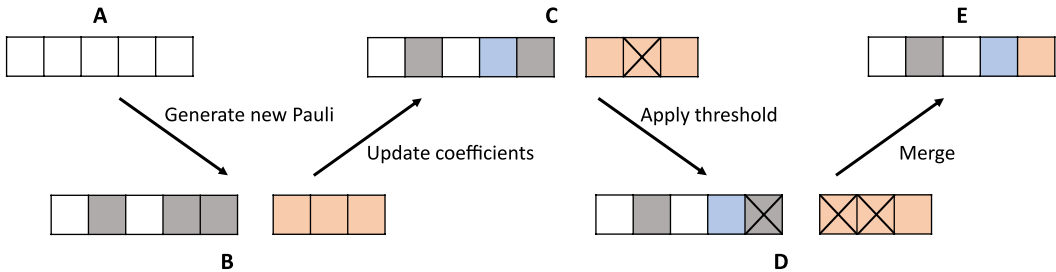 A
C
E
Generate new Pauli
Apply threshold
Update coefficients
Merge
B
D